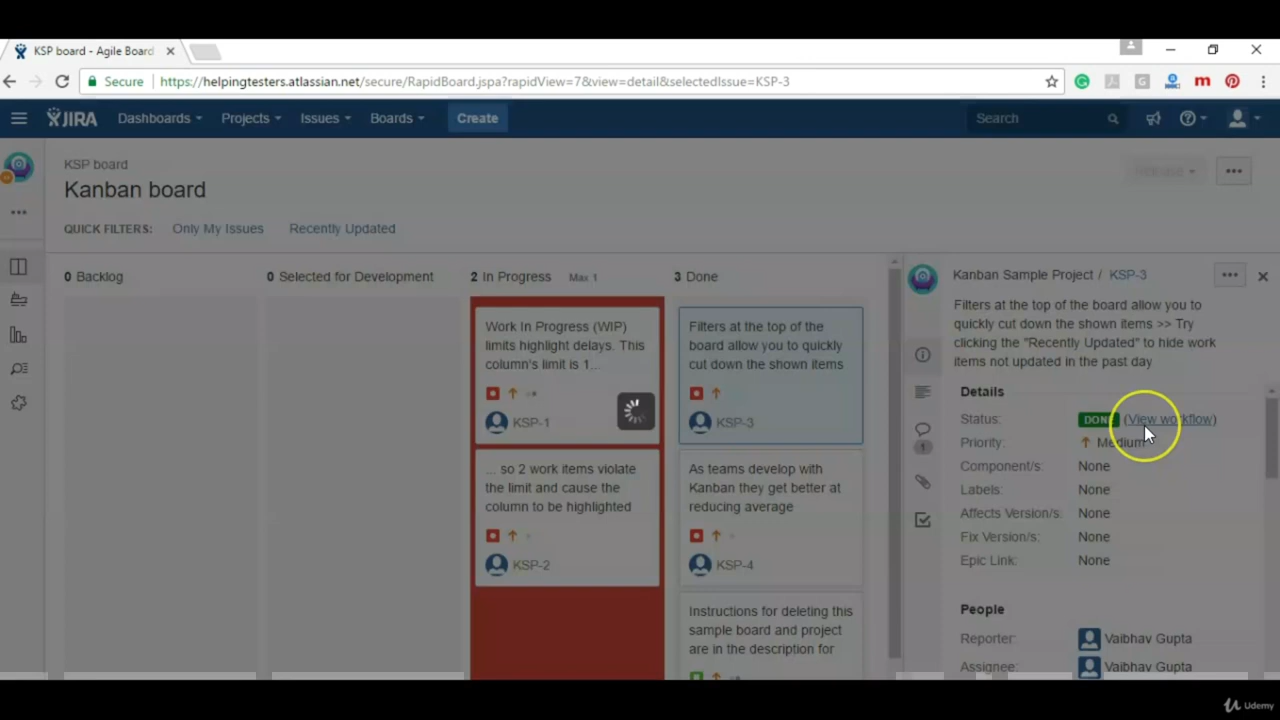 KSP board - Agile Board
Secure
https://helpingtesters.atlassian.net/secure/RapidBoard.jspa?rapidView=7&view=detail&selectedIssue=KSP-3
JIRA Dashboards Projects Issues Boards Create Search
KSP board
Kanban board
QUICK FILTERS: Only My Issues Recently Updated
0 Backlog
0 Selected for Development
2 In Progress Max 1
3 Done
Work In Progress (WIP)
limits highlight delays. This
column's limit is 1...
KSP-1
... so 2 work items violate
the limit and cause the
column to be highlighted
KSP-2
Filters at the top of the
board allow you to quickly
cut down the shown items
KSP-3
As teams develop with
Kanban they get better at
reducing average
KSP-4
Instructions for deleting this
sample board and project
are in the description for
Kanban Sample Project / KSP-3
Filters at the top of the board allow you to
quickly cut down the shown items >> Try
clicking the "Recently Updated" to hide work
items not updated in the past day
1
Details
Status: DONE (View workflow)
Priority: Medium
Component/s: None
Labels: None
Affects Version/s: None
Fix Version/s: None
Epic Link: None
People
Reporter: Vaibhav Gupta
Assignee: Vaibhav Gupta
Udemy